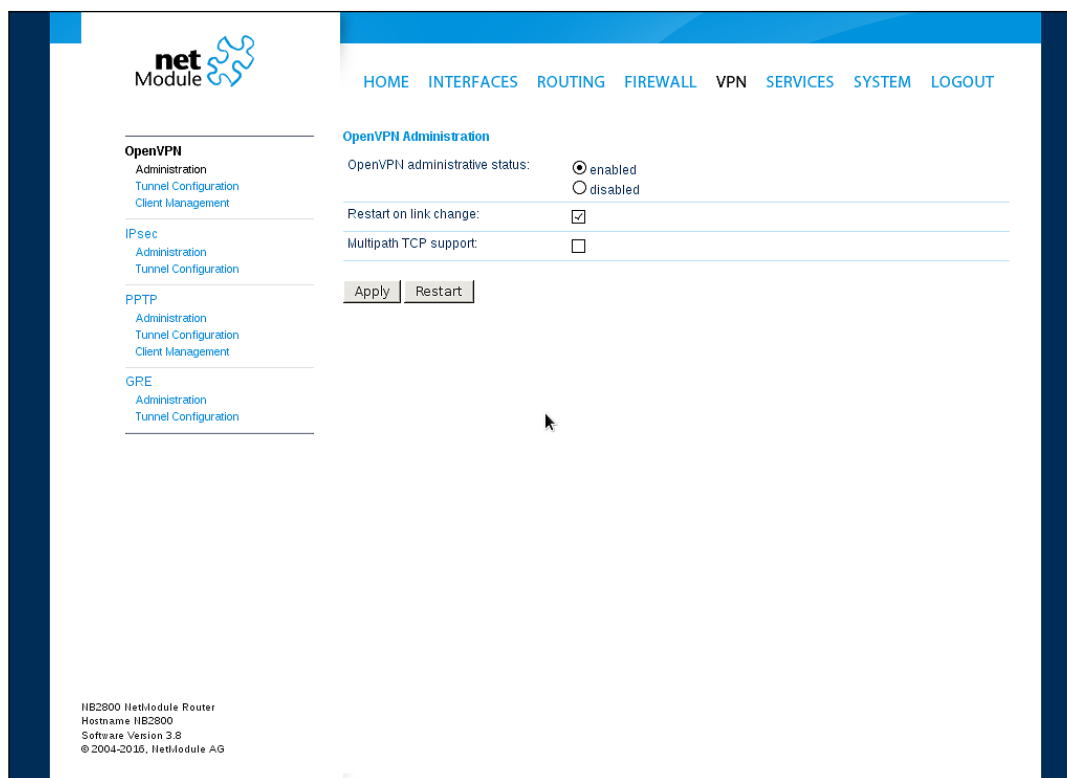 net
Module
HOME INTERFACES ROUTING FIREWALL VPN SERVICES SYSTEM LOGOUT
OpenVPN
Administration
Tunnel Configuration
Client Management
IPsec
Administration
Tunnel Configuration
PPTP
Administration
Tunnel Configuration
Client Management
GRE
Administration
Tunnel Configuration
OpenVPN Administration
OpenVPN administrative status:
enabled
disabled
Restart on link change:
Multipath TCP support:
Apply Restart
NB2800 NetModule Router
Hostname NB2800
Software Version 3.8
© 2004-2016, NetModule AG